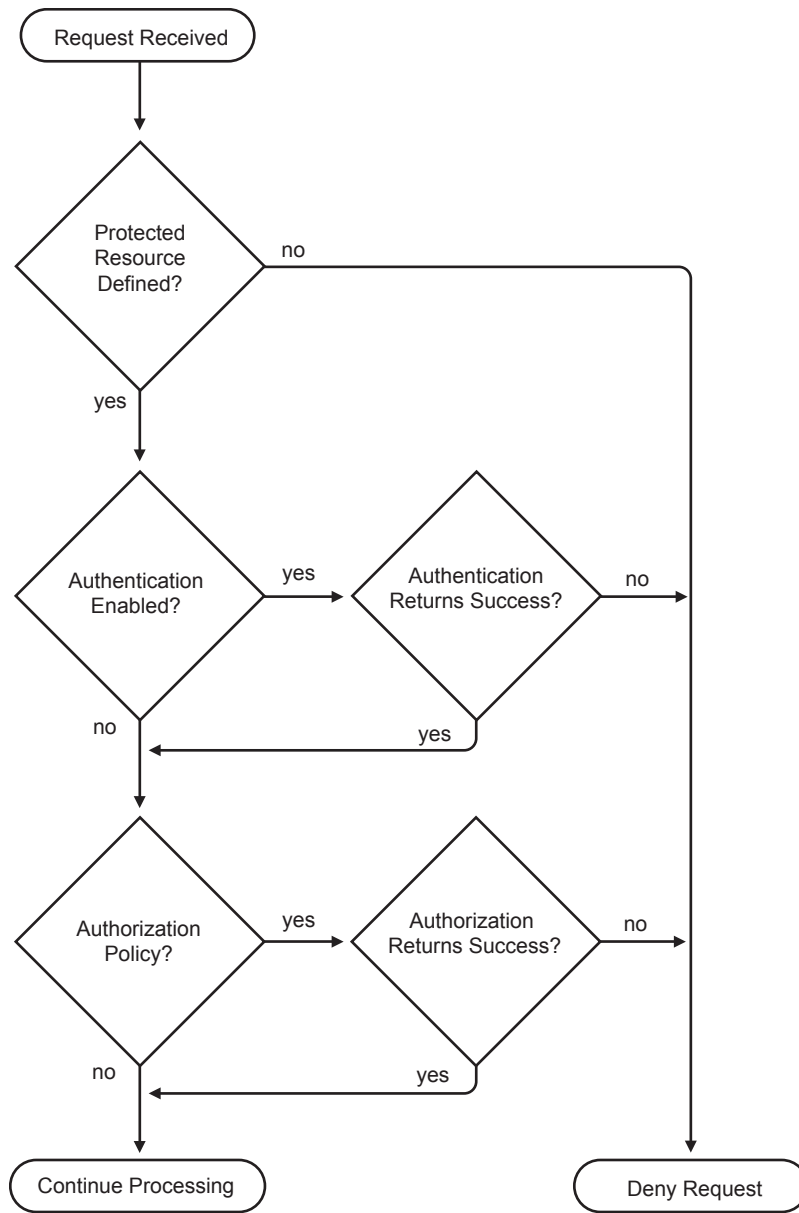 Request Received
Protected
Resource
Defined?
no
yes
Authentication
Enabled?
yes
Authentication
Returns Success?
no
no
yes
Authorization
Policy?
yes
Authorization
Returns Success?
no
no
yes
Continue Processing
Deny Request